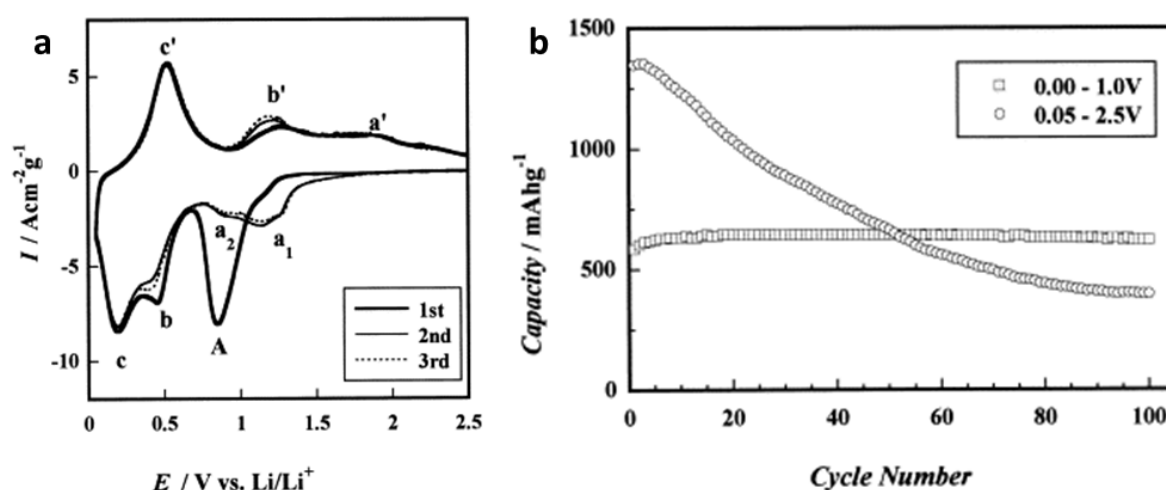 a
c'
b'
a'
5
0
-5
-10
I / Acm⁻²g⁻¹
a₂
a₁
b
c
A
1st
2nd
3rd
0
0.5
1
1.5
2
2.5
E / V vs. Li/Li⁺
b
1500
1000
500
0
Capacity / mAhg⁻¹
0.00 - 1.0V
0.05 - 2.5V
0
20
40
60
80
100
Cycle Number